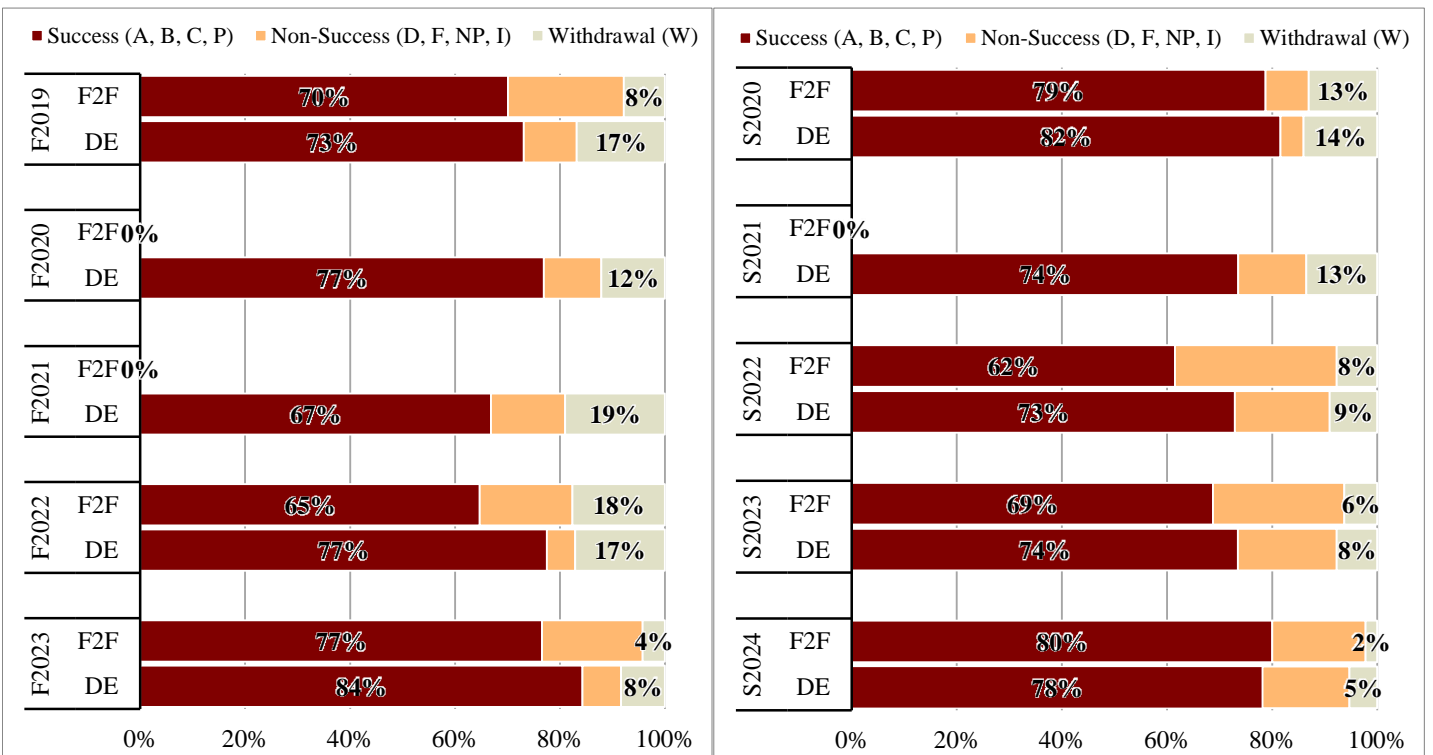 Success (A, B, C, P) Non-Success (D, F, NP, I) Withdrawal (W)
F2019
F2F 70% 8%
DE 73% 17%
F2020
F2F 0%
DE 77% 12%
F2021
F2F 0%
DE 67% 19%
F2022
F2F 65% 18%
DE 77% 17%
F2023
F2F 77% 4%
DE 84% 8%
0% 20% 40% 60% 80% 100%
Success (A, B, C, P) Non-Success (D, F, NP, I) Withdrawal (W)
S2020
F2F 79% 13%
DE 82% 14%
S2021
F2F 0%
DE 74% 13%
S2022
F2F 62% 8%
DE 73% 9%
S2023
F2F 69% 6%
DE 74% 8%
S2024
F2F 80% 2%
DE 78% 5%
0% 20% 40% 60% 80% 100%